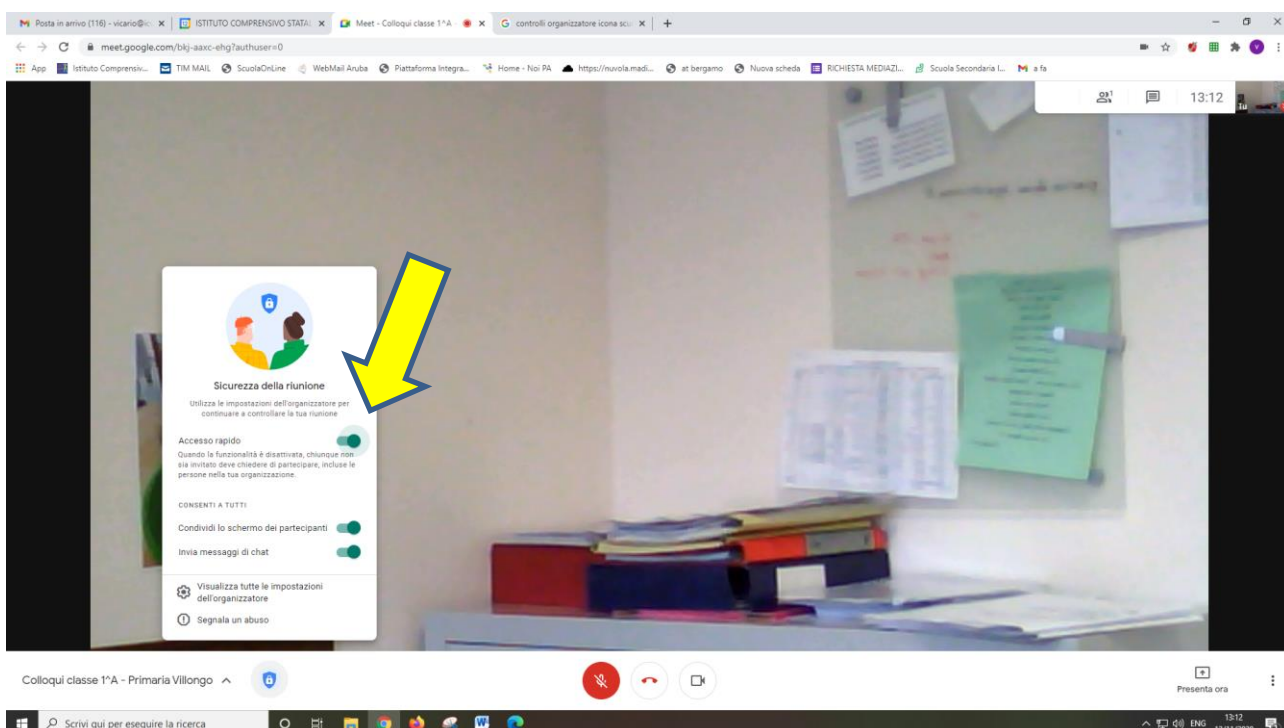 Posta in arrivo (116) - vicario@
ISTITUTO COMPRENSIVO STATAL
Meet - Colloqui classe 1^A -
controlli organizzatore icona scu
meet.google.com/bkj-aaxc-ehg?authuser=0
App
Istituto Comprensiv...
TIM MAIL
ScuolaOnLine
WebMail Aruba
Piattaforma Integra...
Home - Noi PA
https://nuvola.madi...
at bergamo
Nuova scheda
RICHIESTA MEDIAZI...
Scuola Secondaria I...
a fa
1
13:12
Tu
Sicurezza della riunione
Utilizza le impostazioni dell'organizzatore per
continuare a controllare la tua riunione
Accesso rapido
Quando la funzionalità è disattivata, chiunque non
sia invitato deve chiedere di partecipare, incluse le
persone nella tua organizzazione.
CONSENTI A TUTTI
Condividi lo schermo dei partecipanti
Invia messaggi di chat
Visualizza tutte le impostazioni
dell'organizzatore
Segnala un abuso
Colloqui classe 1^A - Primaria Villongo
Presenta ora
Scrivi qui per eseguire la ricerca
ENG
13:12